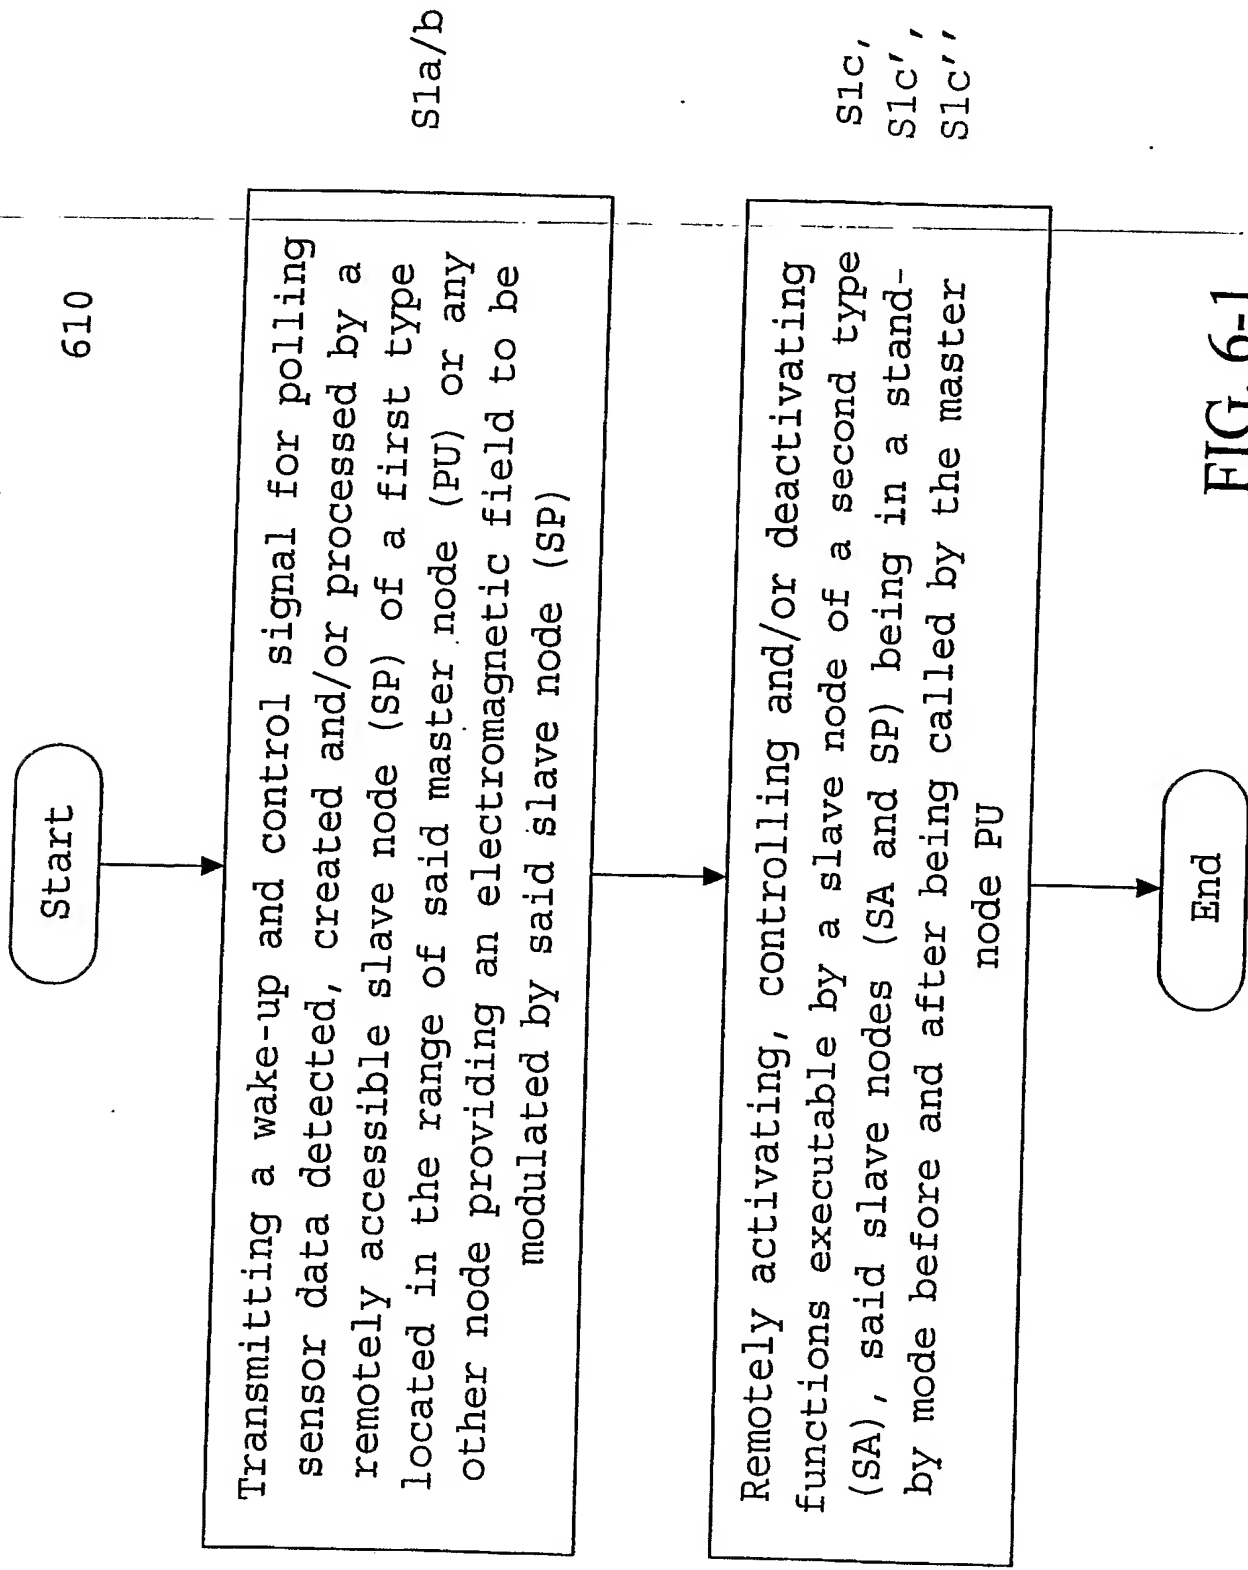 610
Start
Transmitting a wake-up and control signal for polling
sensor data detected, created and/or processed by a
remotely accessible slave node (SP) of a first type
located in the range of said master node (PU) or any
other node providing an electromagnetic field to be
modulated by said slave node (SP)
S1a/b
Remotely activating, controlling and/or deactivating
functions executable by a slave node of a second type
(SA), said slave nodes (SA and SP) being in a stand-
by mode before and after being called by the master
node PU
S1c,
S1c',
S1c''
End
FIG. 6-1